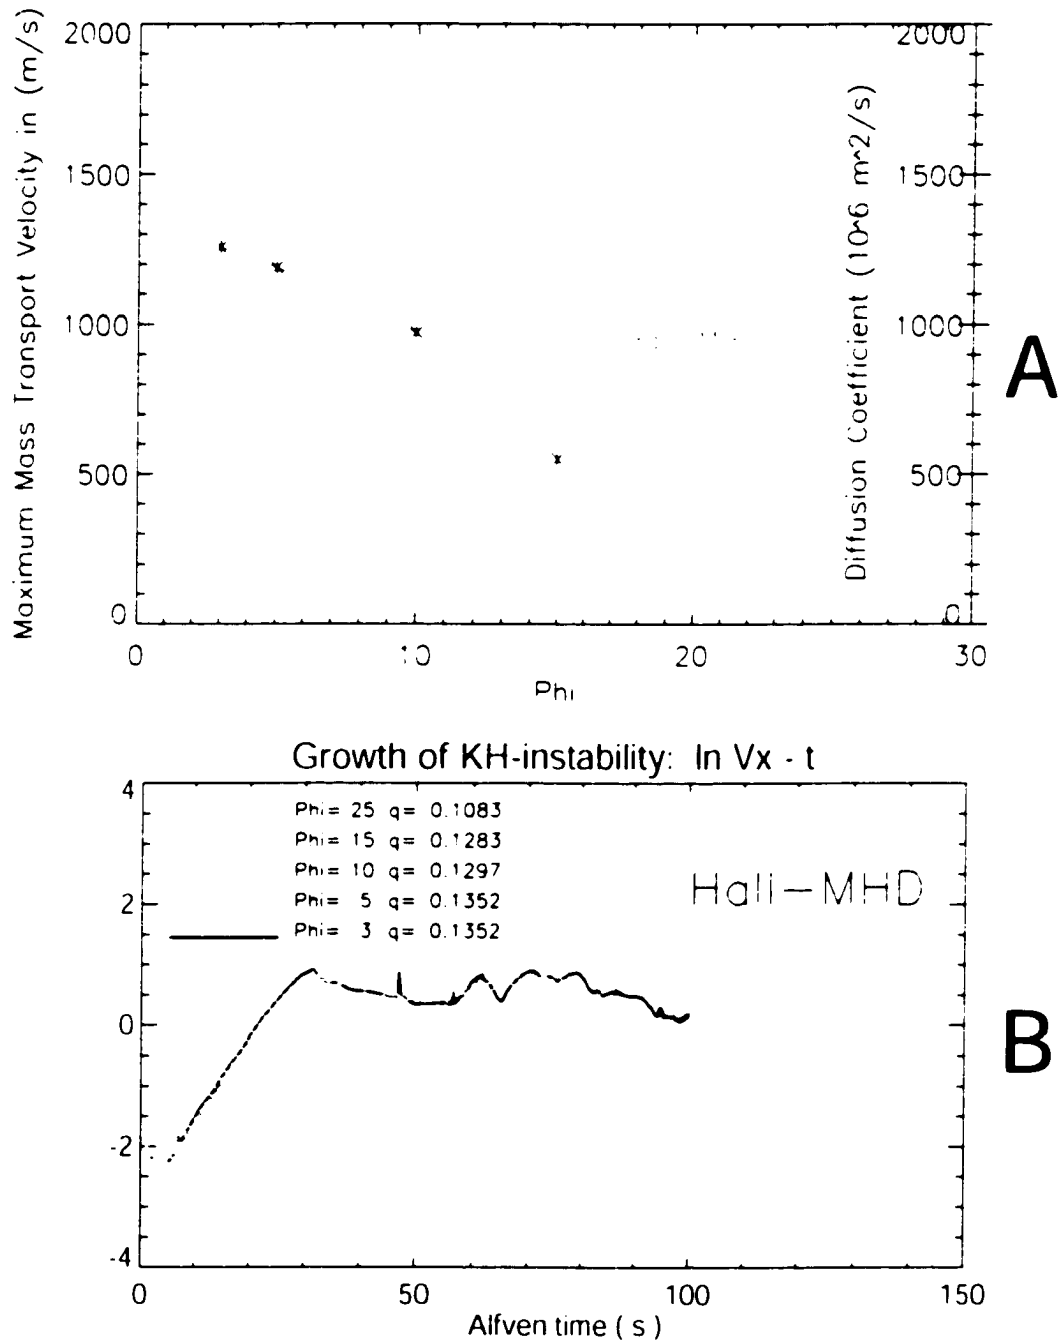 Maximum Mass Transport Velocity in (m/s)
2000
1500
1000
500
0
Diffusion Coefficient (10^6 m^2/s)
2000
1500
1000
500
0
A
0 10 20 30
Phi
Growth of KH-instability: ln Vx - t
4
2
0
-2
-4
Phi= 25 q= 0.1083
Phi= 15 q= 0.1283
Phi= 10 q= 0.1297
Phi= 5 q= 0.1352
Phi= 3 q= 0.1352
Hall-MHD
B
0 50 100 150
Alfven time ( s )